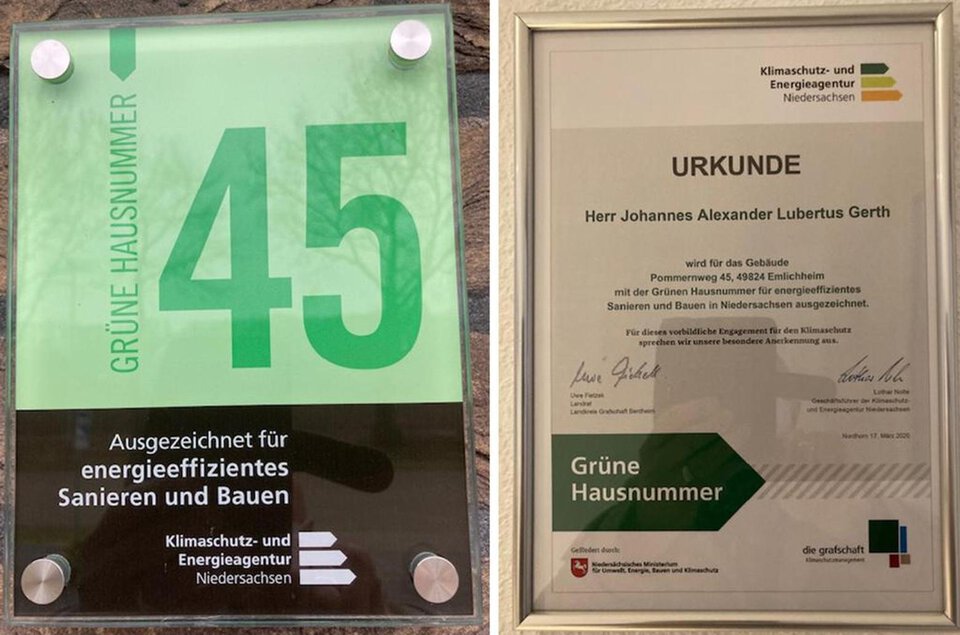 GRÜNE HAUSNUMMER
45
Ausgezeichnet für
energieeffizientes
Sanieren und Bauen
Klimaschutz- und
Energieagentur
Niedersachsen
Klimaschutz- und
Energieagentur
Niedersachsen
URKUNDE
Herr Johannes Alexander Lubertus Gerth
wird für das Gebäude
Pommernweg 45, 49824 Emlichheim
mit der Grünen Hausnummer für energieeffizientes
Sanieren und Bauen in Niedersachsen ausgezeichnet.
Für dieses vorbildliche Engagement für den Klimaschutz
sprechen wir unsere besondere Anerkennung aus.
Uwe Fietzek
Landrat
Landkreis Grafschaft Bentheim
Lothar Nolte
Geschäftsführer der Klimaschutz-
und Energieagentur Niedersachsen
Nordhorn 17. März 2020
Grüne
Hausnummer
Gefördert durch:
Niedersächsisches Ministerium
für Umwelt, Energie, Bauen und Klimaschutz
die grafschaft
Klimaschutzmanagement